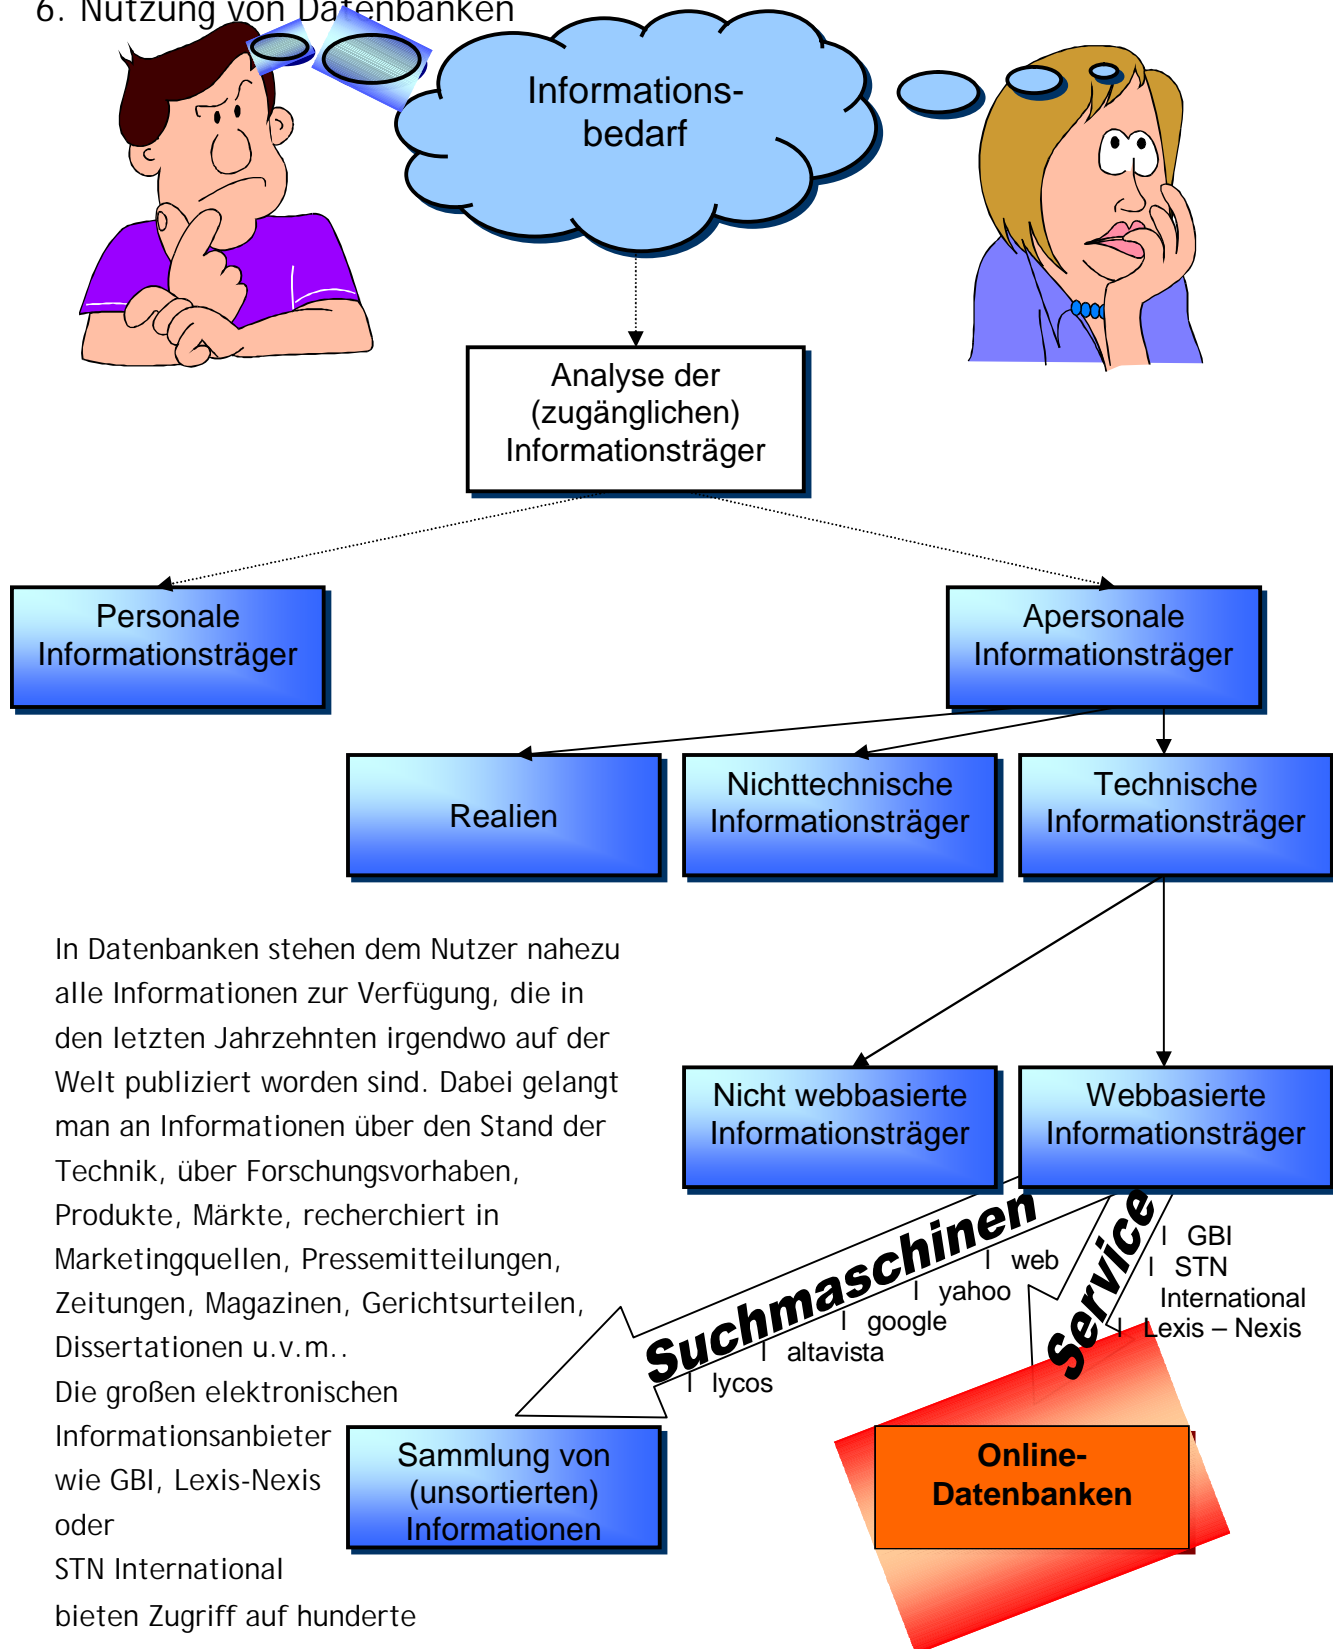 6. Nutzung von Datenbanken
Informations-
bedarf
Analyse der
(zugänglichen)
Informationsträger
Personale
Informationsträger
Apersonale
Informationsträger
Realien
Nichttechnische
Informationsträger
Technische
Informationsträger
In Datenbanken stehen dem Nutzer nahezu
alle Informationen zur Verfügung, die in
den letzten Jahrzehnten irgendwo auf der
Welt publiziert worden sind. Dabei gelangt
man an Informationen über den Stand der
Technik, über Forschungsvorhaben,
Produkte, Märkte, recherchiert in
Marketingquellen, Pressemitteilungen,
Zeitungen, Magazinen, Gerichtsurteilen,
Dissertationen u.v.m..
Die großen elektronischen
Informationsanbieter
wie GBI, Lexis-Nexis
oder
STN International
bieten Zugriff auf hunderte
Nicht webbasierte
Informationsträger
Webbasierte
Informationsträger
Suchmaschinen
l web
l yahoo
l google
l altavista
l lycos
Service
l GBI
l STN
International
l Lexis – Nexis
Sammlung von
(unsortierten)
Informationen
Online-
Datenbanken